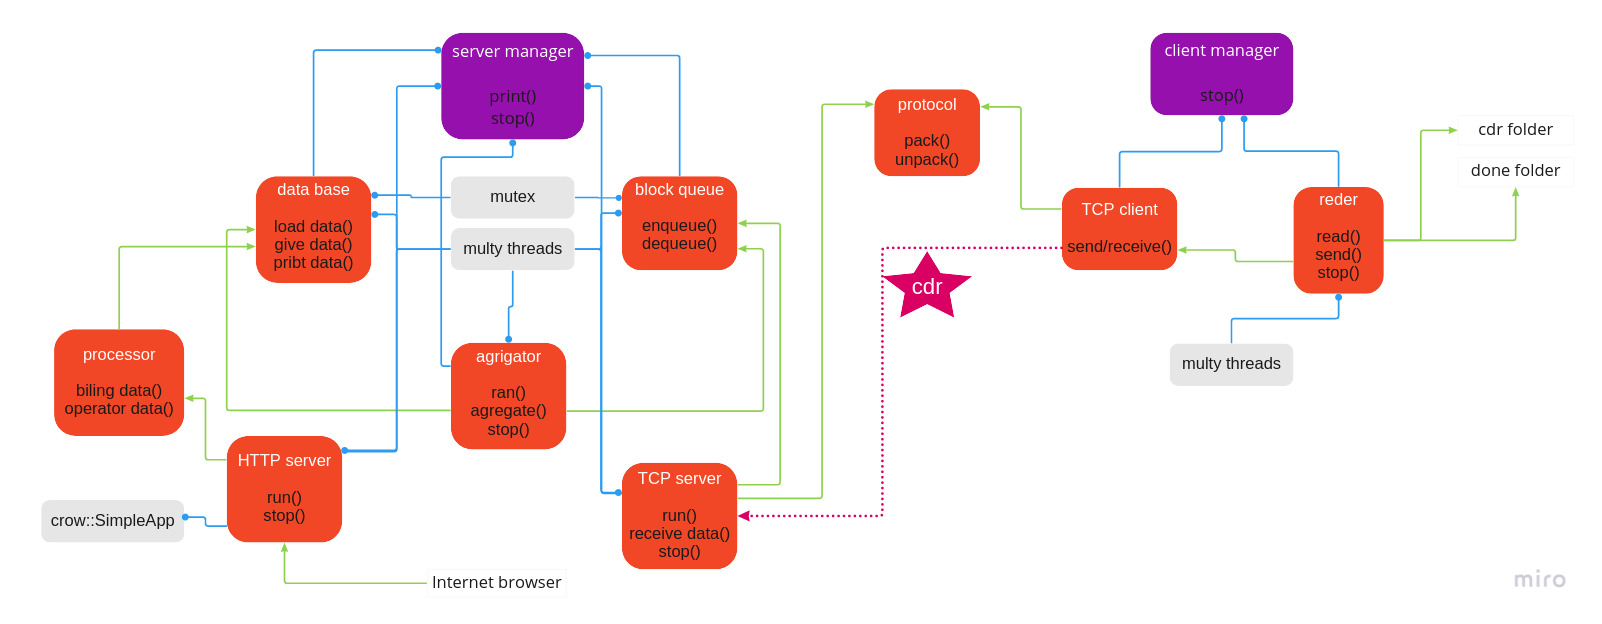 server manager
print()
stop()
client manager
stop()
protocol
pack()
unpack()
cdr folder
done folder
data base
load data()
give data()
pribt data()
mutex
multy threads
block queue
enqueue()
dequeue()
TCP client
send/receive()
reder
read()
send()
stop()
cdr
processor
biling data()
operator data()
agrigator
ran()
agregate()
stop()
multy threads
HTTP server
run()
stop()
TCP server
run()
receive data()
stop()
crow::SimpleApp
Internet browser
miro